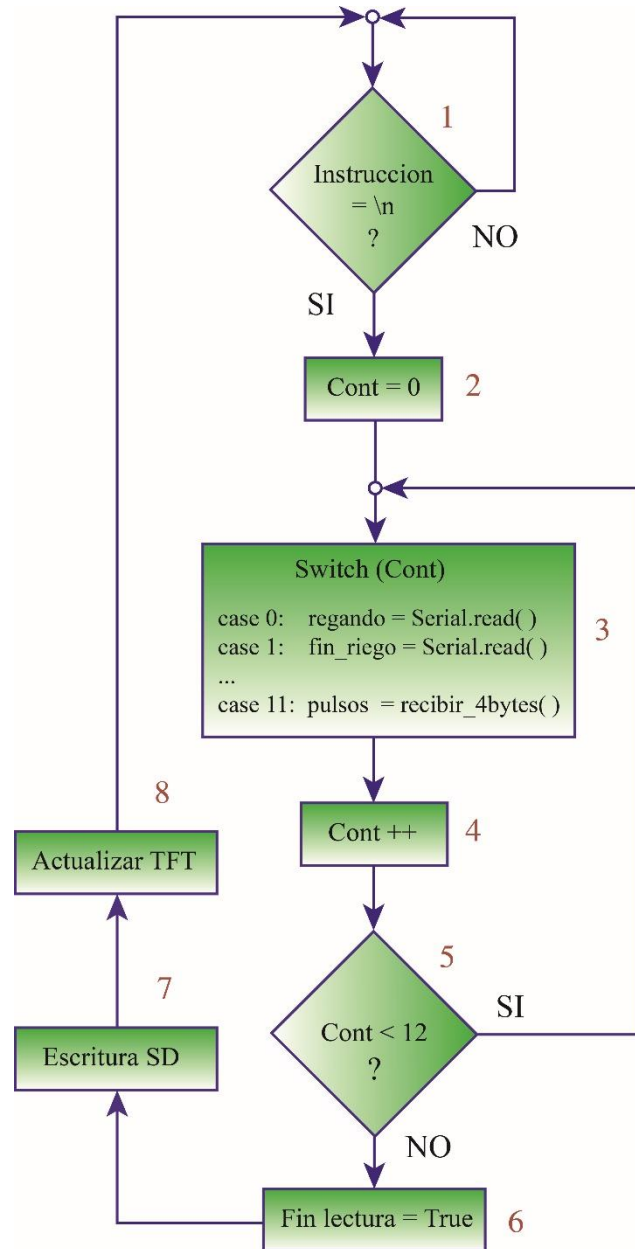 1
Instruccion
= \n
?
NO
SI
Cont = 0
2
Switch (Cont)
case 0: regando = Serial.read( )
case 1: fin_riego = Serial.read( )
...
case 11: pulsos = recibir_4bytes( )
3
Cont ++
4
5
Cont < 12
?
SI
NO
Fin lectura = True
6
7
Escritura SD
8
Actualizar TFT